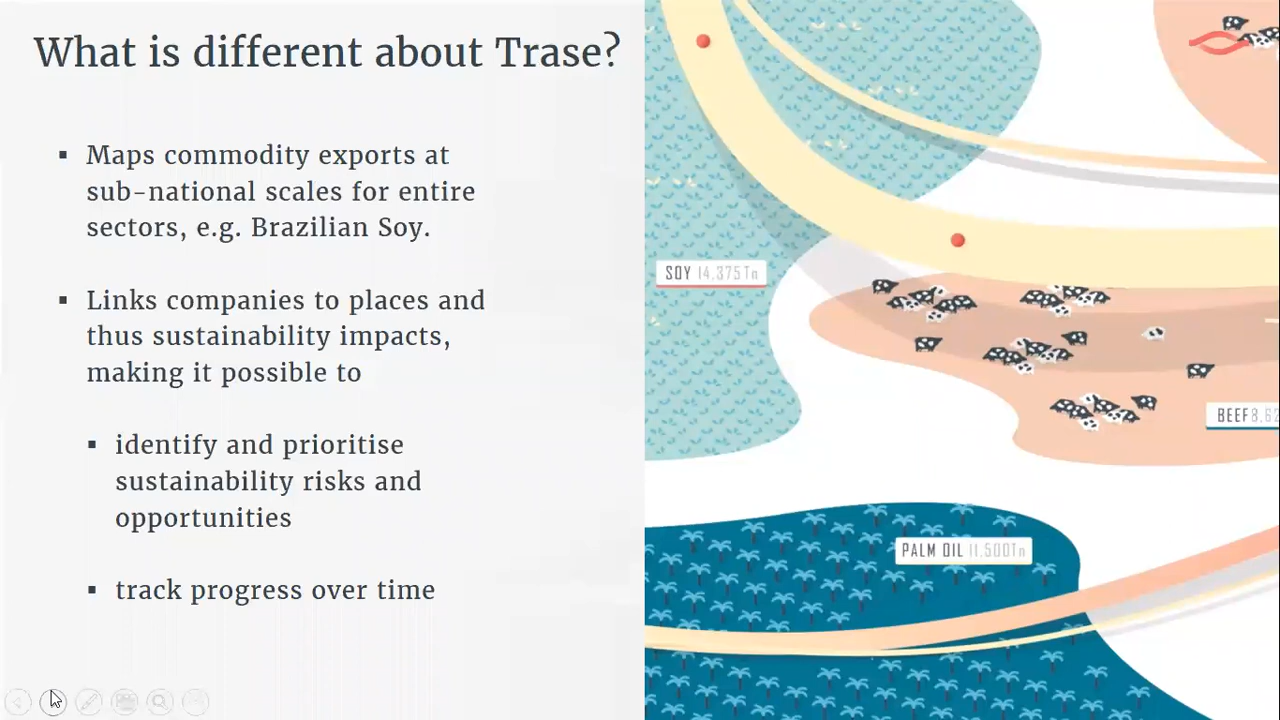 What is different about Trase?
▪ Maps commodity exports at
sub-national scales for entire
sectors, e.g. Brazilian Soy.
▪ Links companies to places and
thus sustainability impacts,
making it possible to
▪ identify and prioritise
sustainability risks and
opportunities
▪ track progress over time
SOY 14,375Tn
BEEF 8,62
PALM OIL 11,500Tn